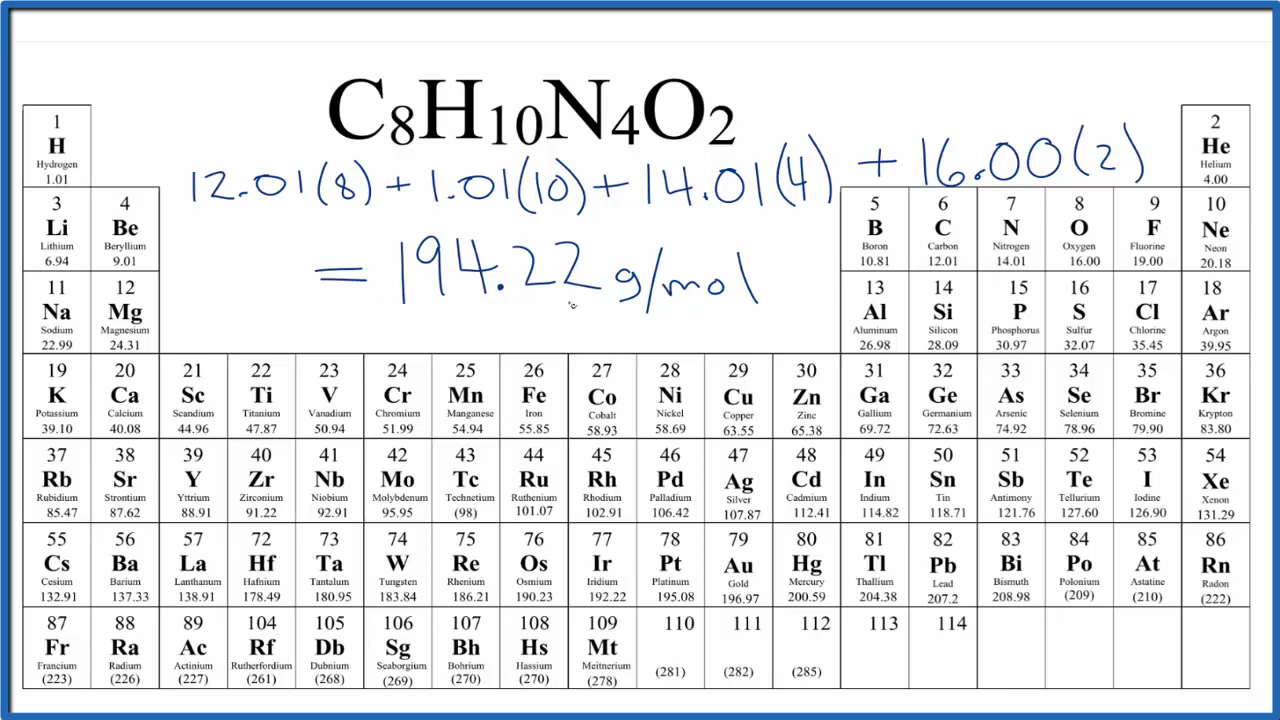 C8H10N4O2
12.01(8) + 1.01(10) + 14.01(4) + 16.00(2)
= 194.22 g/mol
1 2
H He
Hydrogen Helium
1.01 4.00
3 4 5 6 7 8 9 10
Li Be B C N O F Ne
Lithium Beryllium Boron Carbon Nitrogen Oxygen Fluorine Neon
6.94 9.01 10.81 12.01 14.01 16.00 19.00 20.18
11 12 13 14 15 16 17 18
Na Mg Al Si P S Cl Ar
Sodium Magnesium Aluminum Silicon Phosphorus Sulfur Chlorine Argon
22.99 24.31 26.98 28.09 30.97 32.07 35.45 39.95
19 20 21 22 23 24 25 26 27 28 29 30 31 32 33 34 35 36
K Ca Sc Ti V Cr Mn Fe Co Ni Cu Zn Ga Ge As Se Br Kr
Potassium Calcium Scandium Titanium Vanadium Chromium Manganese Iron Cobalt Nickel Copper Zinc Gallium Germanium Arsenic Selenium Bromine Krypton
39.10 40.08 44.96 47.87 50.94 51.99 54.94 55.85 58.93 58.69 63.55 65.38 69.72 72.63 74.92 78.96 79.90 83.80
37 38 39 40 41 42 43 44 45 46 47 48 49 50 51 52 53 54
Rb Sr Y Zr Nb Mo Tc Ru Rh Pd Ag Cd In Sn Sb Te I Xe
Rubidium Strontium Yttrium Zirconium Niobium Molybdenum Technetium Ruthenium Rhodium Palladium Silver Cadmium Indium Tin Antimony Tellurium Iodine Xenon
85.47 87.62 88.91 91.22 92.91 95.95 (98) 101.07 102.91 106.42 107.87 112.41 114.82 118.71 121.76 127.60 126.90 131.29
55 56 57 72 73 74 75 76 77 78 79 80 81 82 83 84 85 86
Cs Ba La Hf Ta W Re Os Ir Pt Au Hg Tl Pb Bi Po At Rn
Cesium Barium Lanthanum Hafnium Tantalum Tungsten Rhenium Osmium Iridium Platinum Gold Mercury Thallium Lead Bismuth Polonium Astatine Radon
132.91 137.33 138.91 178.49 180.95 183.84 186.21 190.23 192.22 195.08 196.97 200.59 204.38 207.2 208.98 (209) (210) (222)
87 88 89 104 105 106 107 108 109 110 111 112 113 114
Fr Ra Ac Rf Db Sg Bh Hs Mt
Francium Radium Actinium Rutherfordium Dubnium Seaborgium Bohrium Hassium Meitnerium
(223) (226) (227) (261) (268) (269) (270) (270) (278) (281) (282) (285)